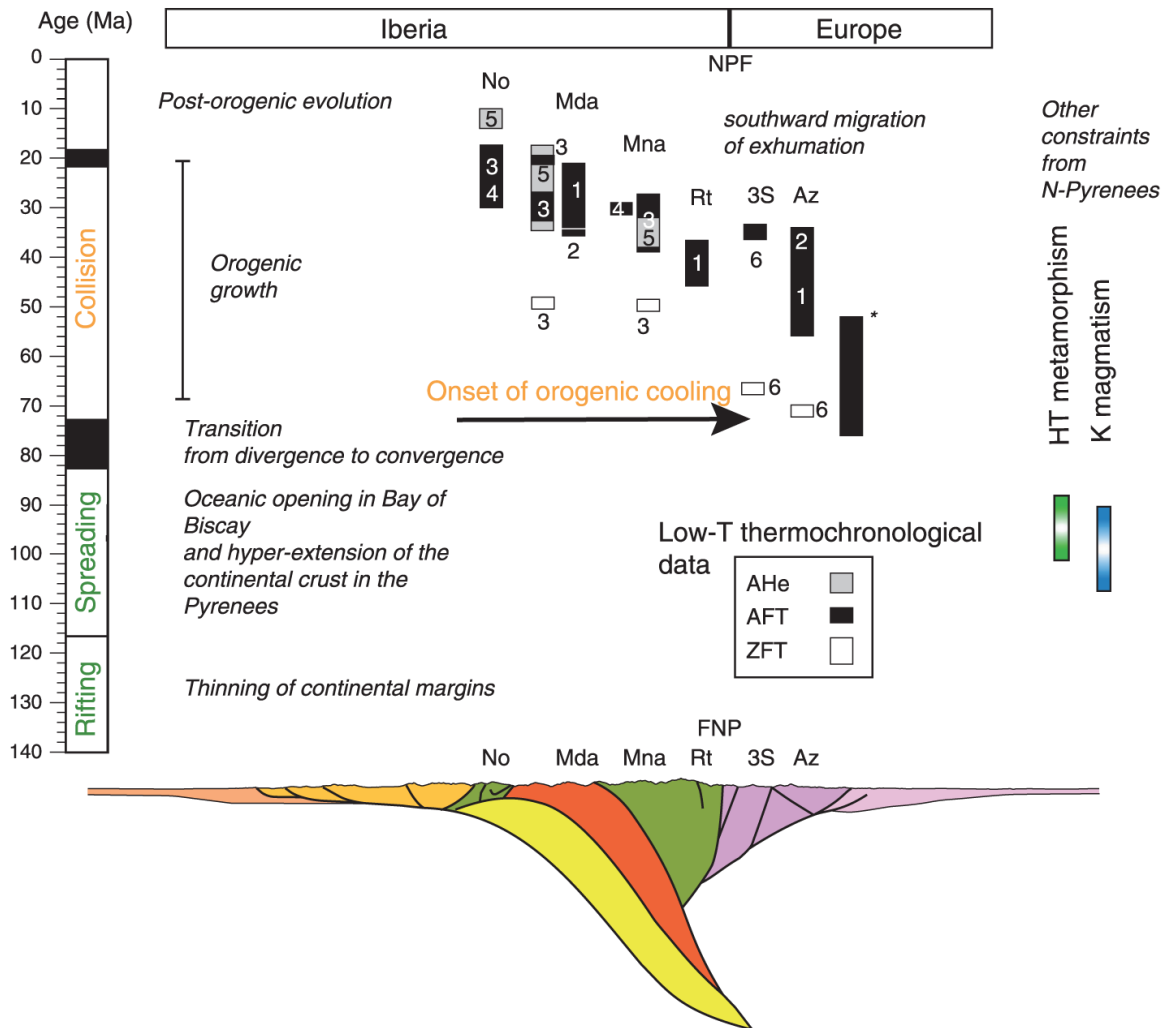 Age (Ma)
Iberia
Europe
NPF
0
10
20
30
40
50
60
70
80
90
100
110
120
130
140
Collision
Spreading
Rifting
Post-orogenic evolution
Orogenic
growth
Transition
from divergence to convergence
Oceanic opening in Bay of
Biscay
and hyper-extension of the
continental crust in the
Pyrenees
Thinning of continental margins
No
5
3
4
Mda
3
5
3
3
1
2
Mna
4
3
5
3
Rt
1
southward migration
of exhumation
3S
6
6
Az
2
1
6
*
Onset of orogenic cooling
Other
constraints
from
N-Pyrenees
HT metamorphism
K magmatism
Low-T thermochronological
data
AHe
AFT
ZFT
FNP
No Mda Mna Rt 3S Az